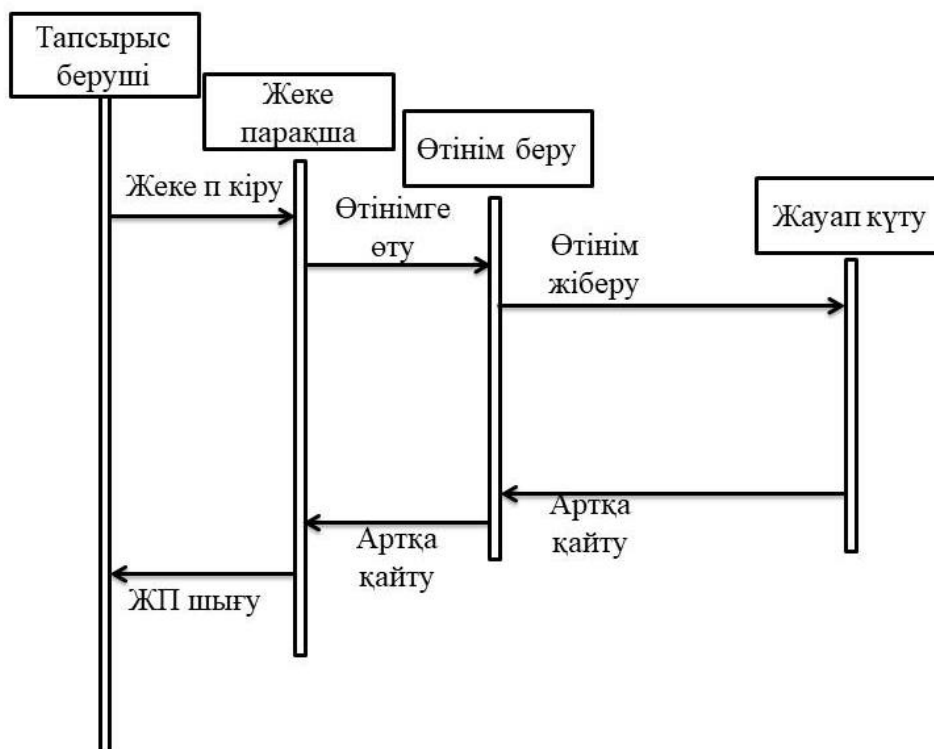 Тапсырыс
беруші
Жеке
парақша
Өтінім беру
Жауап күту
Жеке п кіру
Өтінімге
өту
Өтінім
жіберу
Артқа
қайту
Артқа
қайту
ЖП шығу